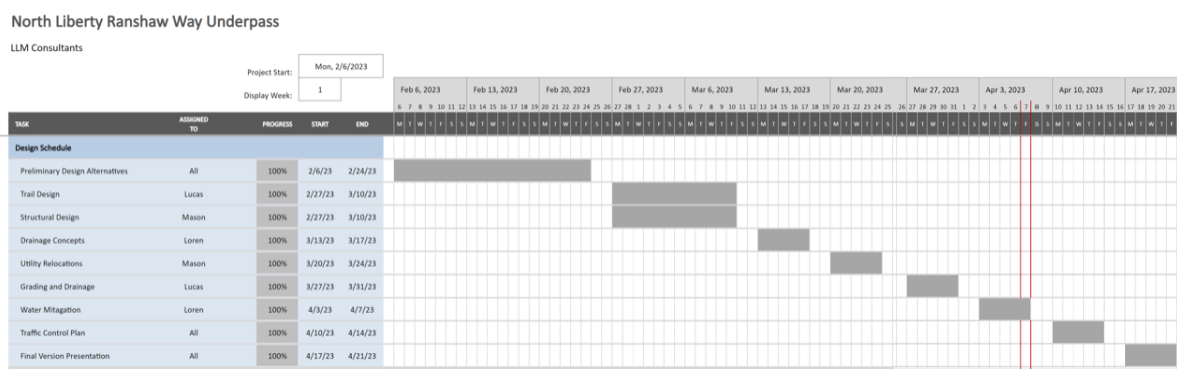 North Liberty Ranshaw Way Underpass
LLM Consultants
Project Start: Mon, 2/6/2023
Display Week: 1
Feb 6, 2023 Feb 13, 2023 Feb 20, 2023 Feb 27, 2023 Mar 6, 2023 Mar 13, 2023 Mar 20, 2023 Mar 27, 2023 Apr 3, 2023 Apr 10, 2023 Apr 17, 2023
6 7 8 9 10 11 12 13 14 15 16 17 18 19 20 21 22 23 24 25 26 27 28 1 2 3 4 5 6 7 8 9 10 11 12 13 14 15 16 17 18 19 20 21 22 23 24 25 26 27 28 29 30 31 1 2 3 4 5 6 7 8 9 10 11 12 13 14 15 16 17 18 19 20 21
TASK ASSIGNED TO PROGRESS START END M T W T F S S M T W T F S S M T W T F S S M T W T F S S M T W T F S S M T W T F S S M T W T F S S M T W T F S S M T W T F S S M T W T F S S M T W T F
Design Schedule
Preliminary Design Alternatives All 100% 2/6/23 2/24/23
Trail Design Lucas 100% 2/27/23 3/10/23
Structural Design Mason 100% 2/27/23 3/10/23
Drainage Concepts Loren 100% 3/13/23 3/17/23
Utility Relocations Mason 100% 3/20/23 3/24/23
Grading and Drainage Lucas 100% 3/27/23 3/31/23
Water Mitagation Loren 100% 4/3/23 4/7/23
Traffic Control Plan All 100% 4/10/23 4/14/23
Final Version Presentation All 100% 4/17/23 4/21/23